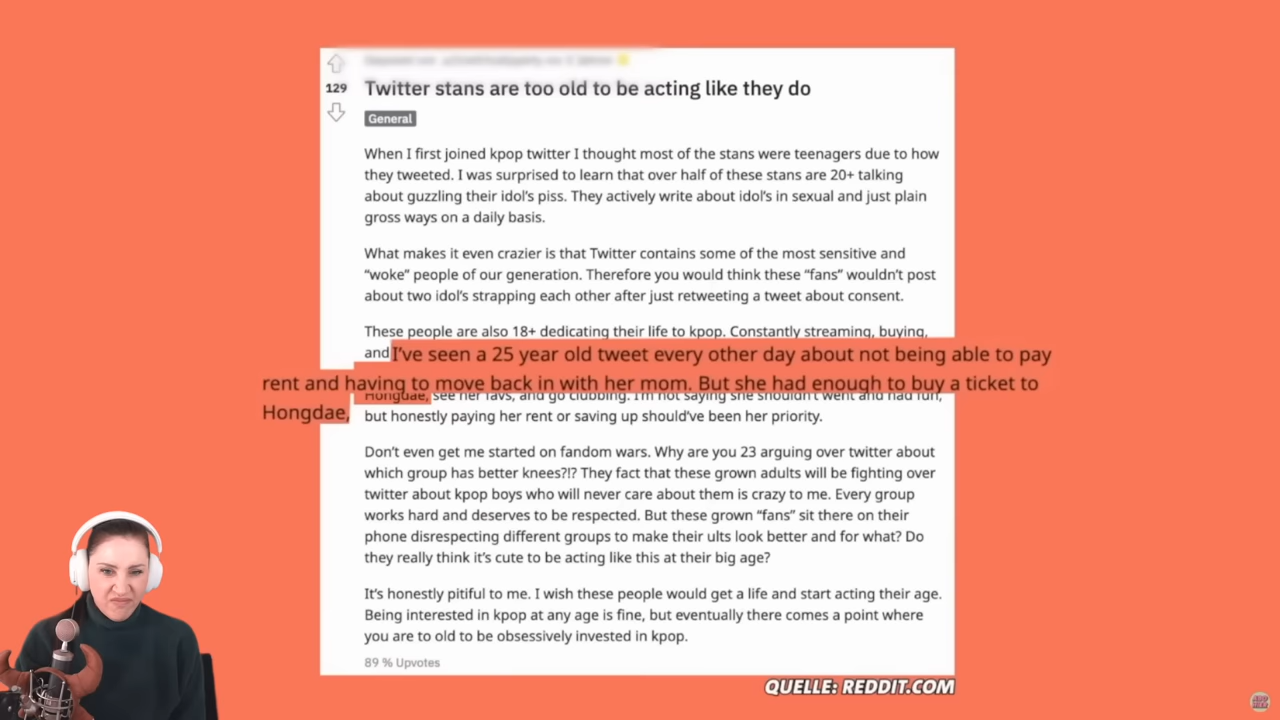 129
Twitter stans are too old to be acting like they do
General
When I first joined kpop twitter I thought most of the stans were teenagers due to how
they tweeted. I was surprised to learn that over half of these stans are 20+ talking
about guzzling their idol's piss. They actively write about idol's in sexual and just plain
gross ways on a daily basis.
What makes it even crazier is that Twitter contains some of the most sensitive and
“woke” people of our generation. Therefore you would think these “fans” wouldn't post
about two idol's strapping each other after just retweeting a tweet about consent.
These people are also 18+ dedicating their life to kpop. Constantly streaming, buying,
and I've seen a 25 year old tweet every other day about not being able to pay
rent and having to move back in with her mom. But she had enough to buy a ticket to
Hongdae, see her favs, and go clubbing. I'm not saying she shouldn't went and had fun,
Hongdae,
but honestly paying her rent or saving up should've been her priority.
Don't even get me started on fandom wars. Why are you 23 arguing over twitter about
which group has better knees?!? They fact that these grown adults will be fighting over
twitter about kpop boys who will never care about them is crazy to me. Every group
works hard and deserves to be respected. But these grown “fans” sit there on their
phone disrespecting different groups to make their ults look better and for what? Do
they really think it's cute to be acting like this at their big age?
It's honestly pitiful to me. I wish these people would get a life and start acting their age.
Being interested in kpop at any age is fine, but eventually there comes a point where
you are to old to be obsessively invested in kpop.
89 % Upvotes
QUELLE: REDDIT.COM